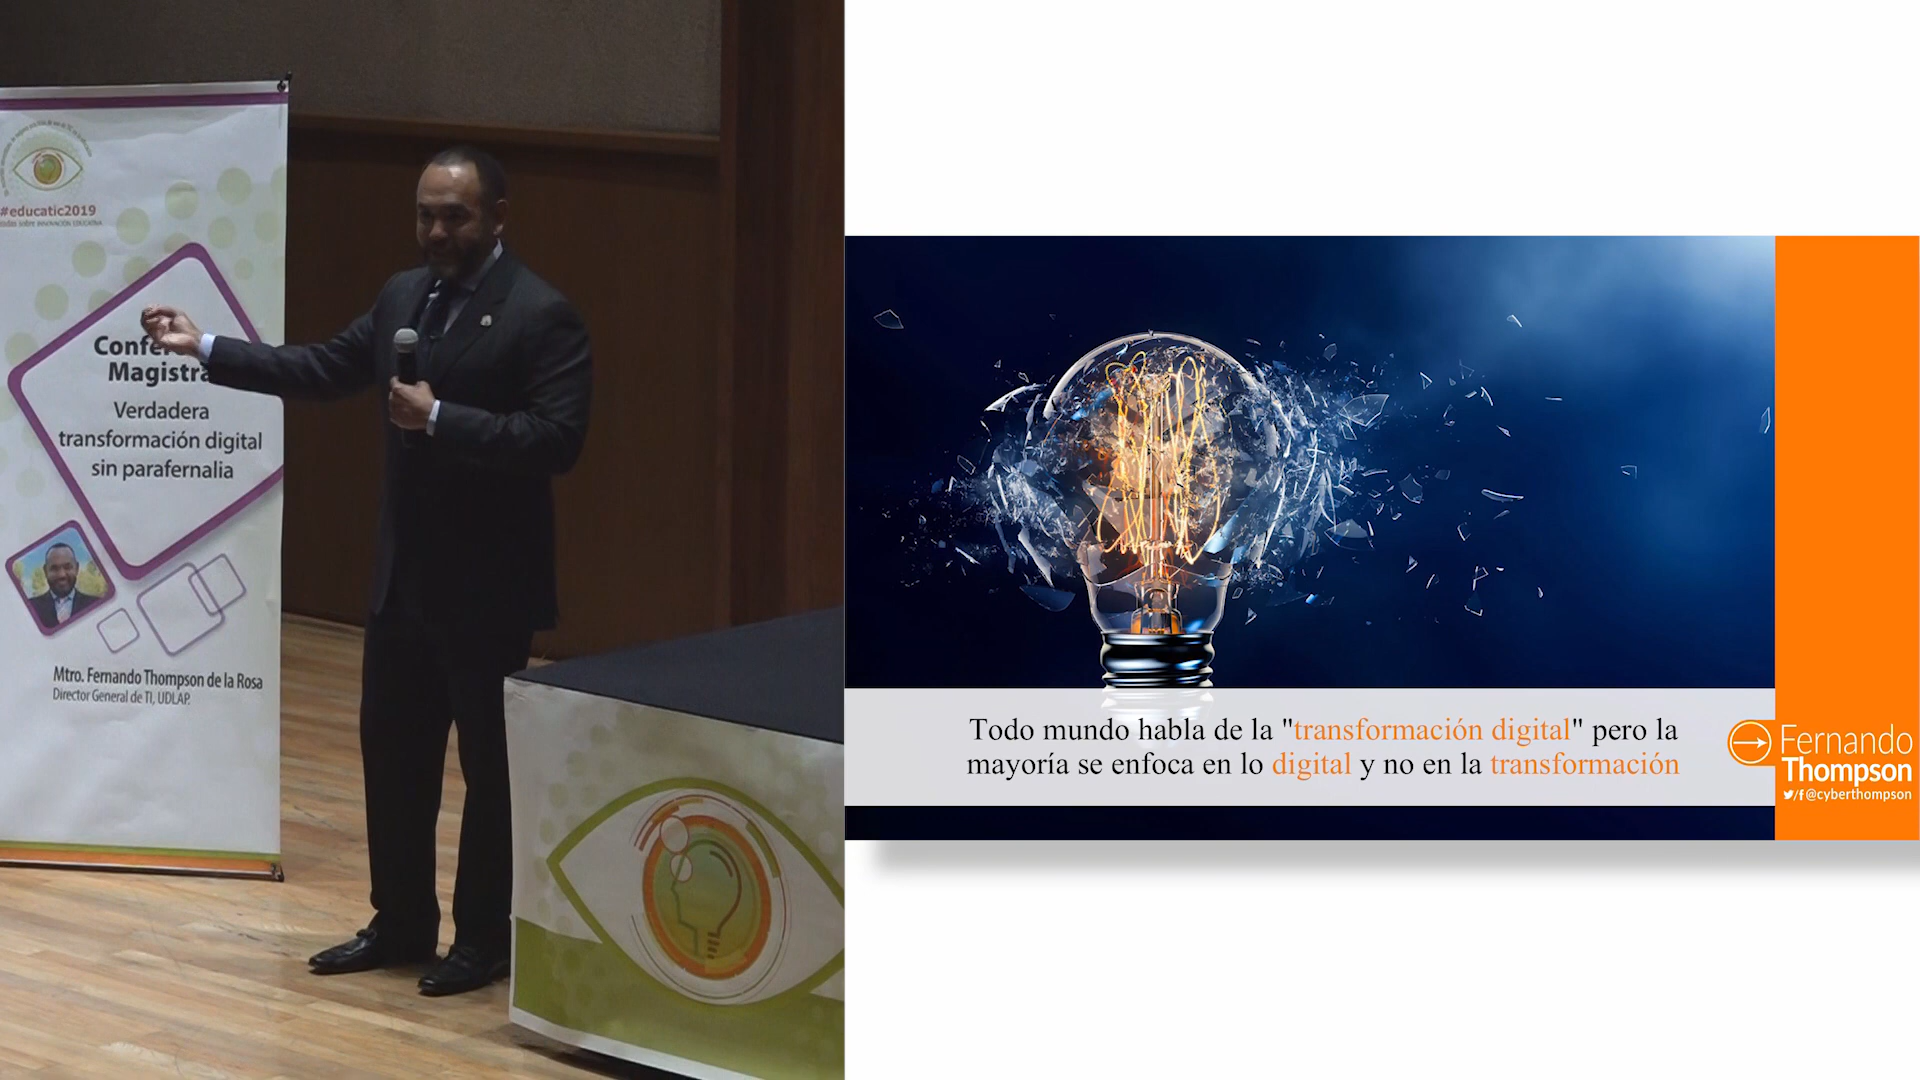 #educatic2019
Magistra
Verdadera
transformación digital
sin parafernalia
Mtro. Fernando Thompson de la Rosa
Director General de TI, UDLAP.
Todo mundo habla de la "transformación digital" pero la
mayoría se enfoca en lo digital y no en la transformación
Fernando
Thompson
/f@cyberthompson